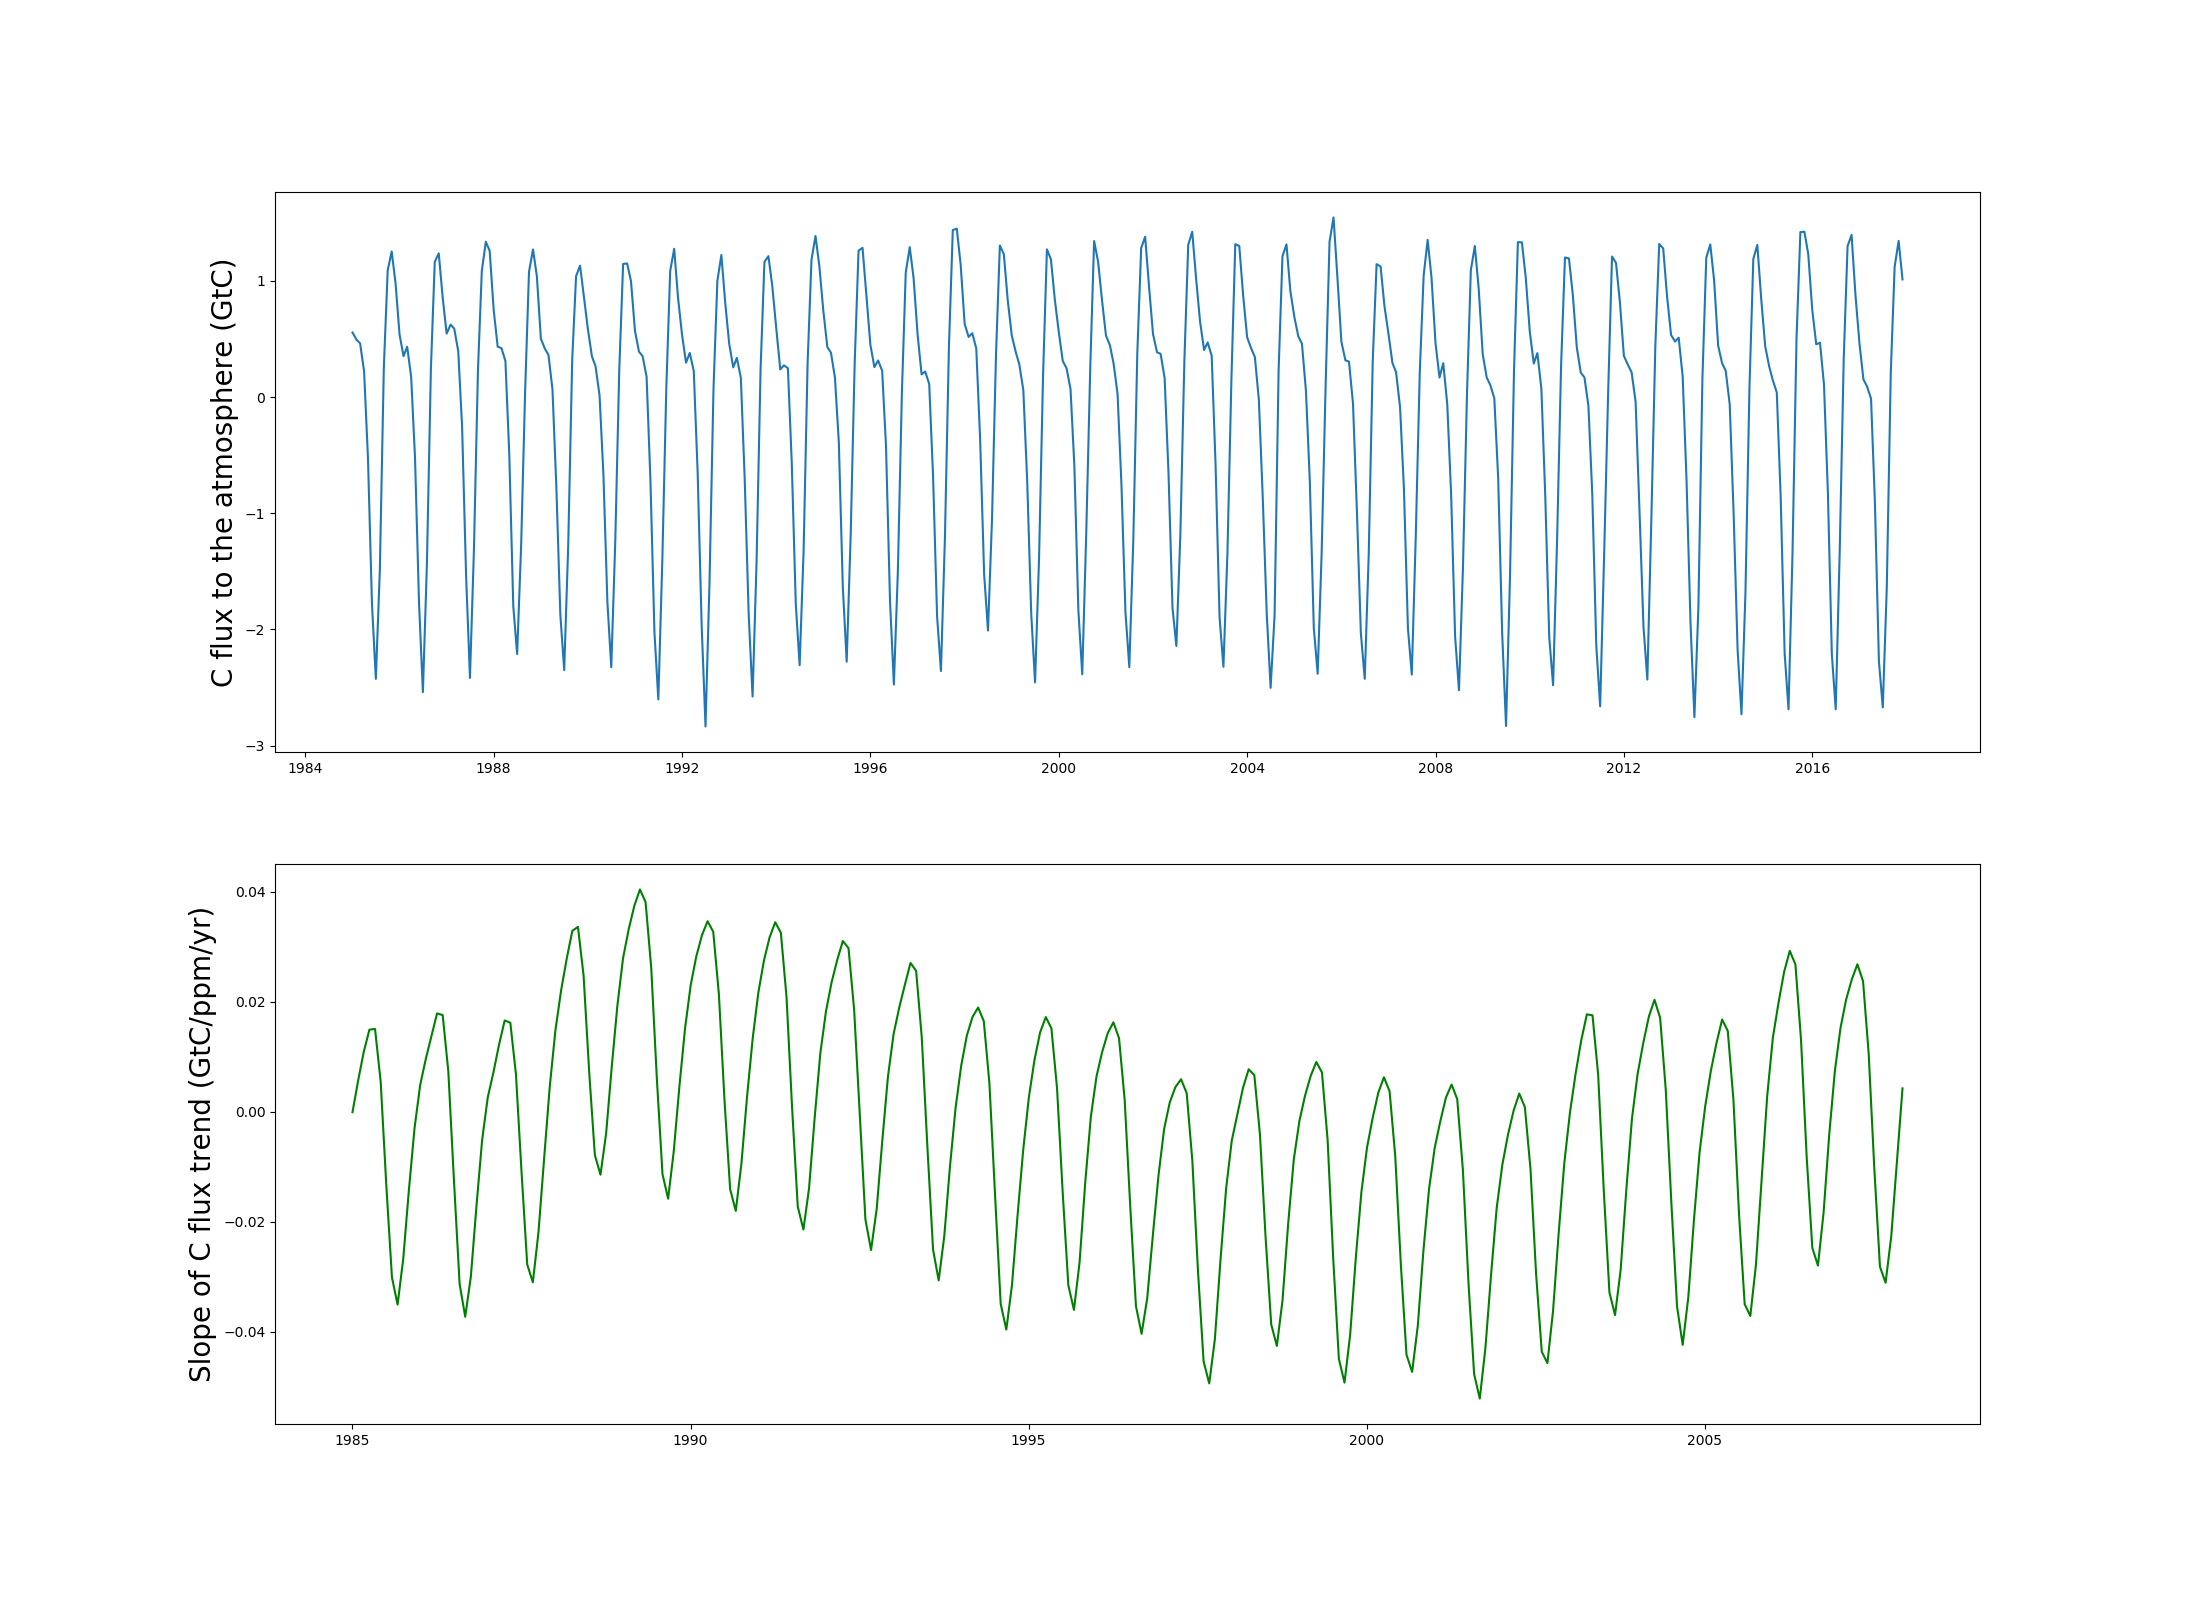 C flux to the atmosphere (GtC)
1
0
−1
−2
−3
1984 1988 1992 1996 2000 2004 2008 2012 2016
Slope of C flux trend (GtC/ppm/yr)
0.04
0.02
0.00
−0.02
−0.04
1985 1990 1995 2000 2005